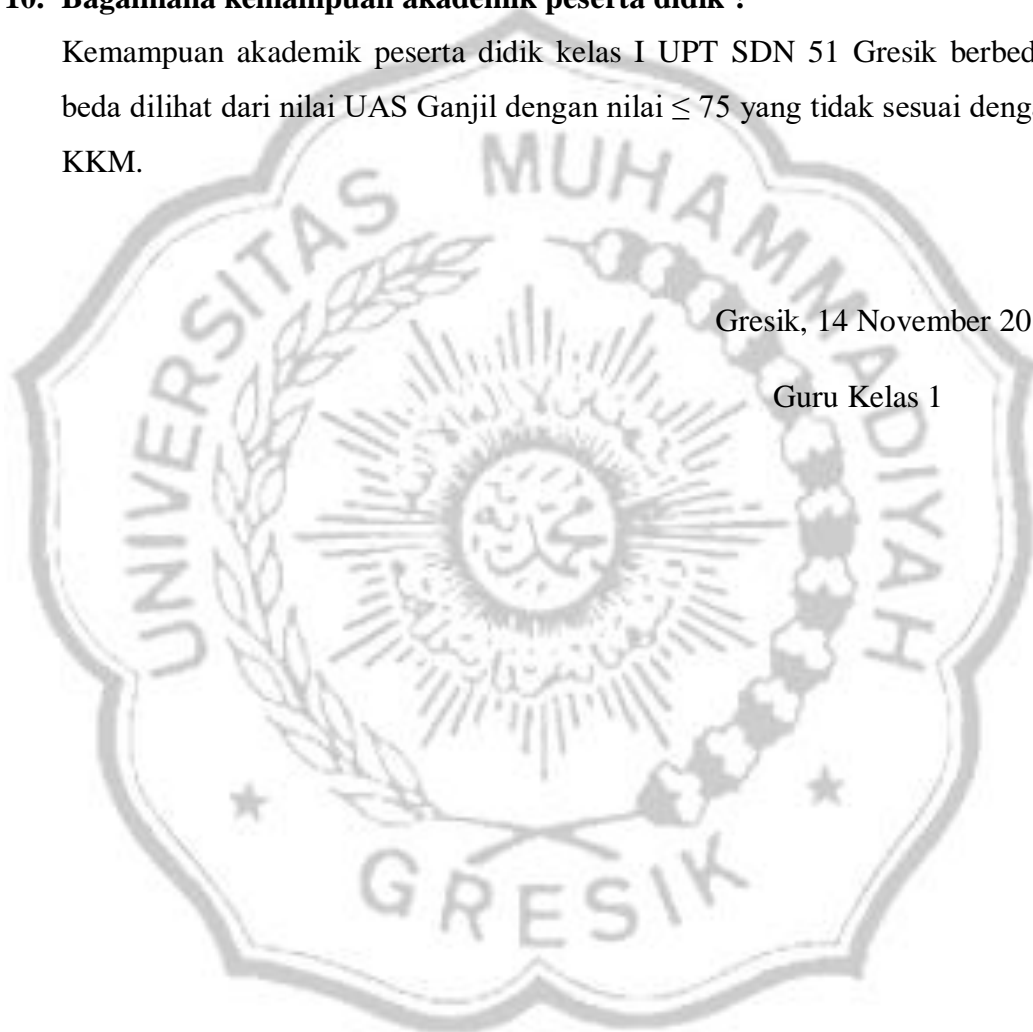 10. Bagaimana kemampuan akademik peserta didik ?
Kemampuan akademik peserta didik kelas I UPT SDN 51 Gresik berbed
beda dilihat dari nilai UAS Ganjil dengan nilai ≤ 75 yang tidak sesuai deng
KKM.
UNIVERSITAS MUHAMMADIYAH
Gresik, 14 November 20
Guru Kelas 1
GRESIK